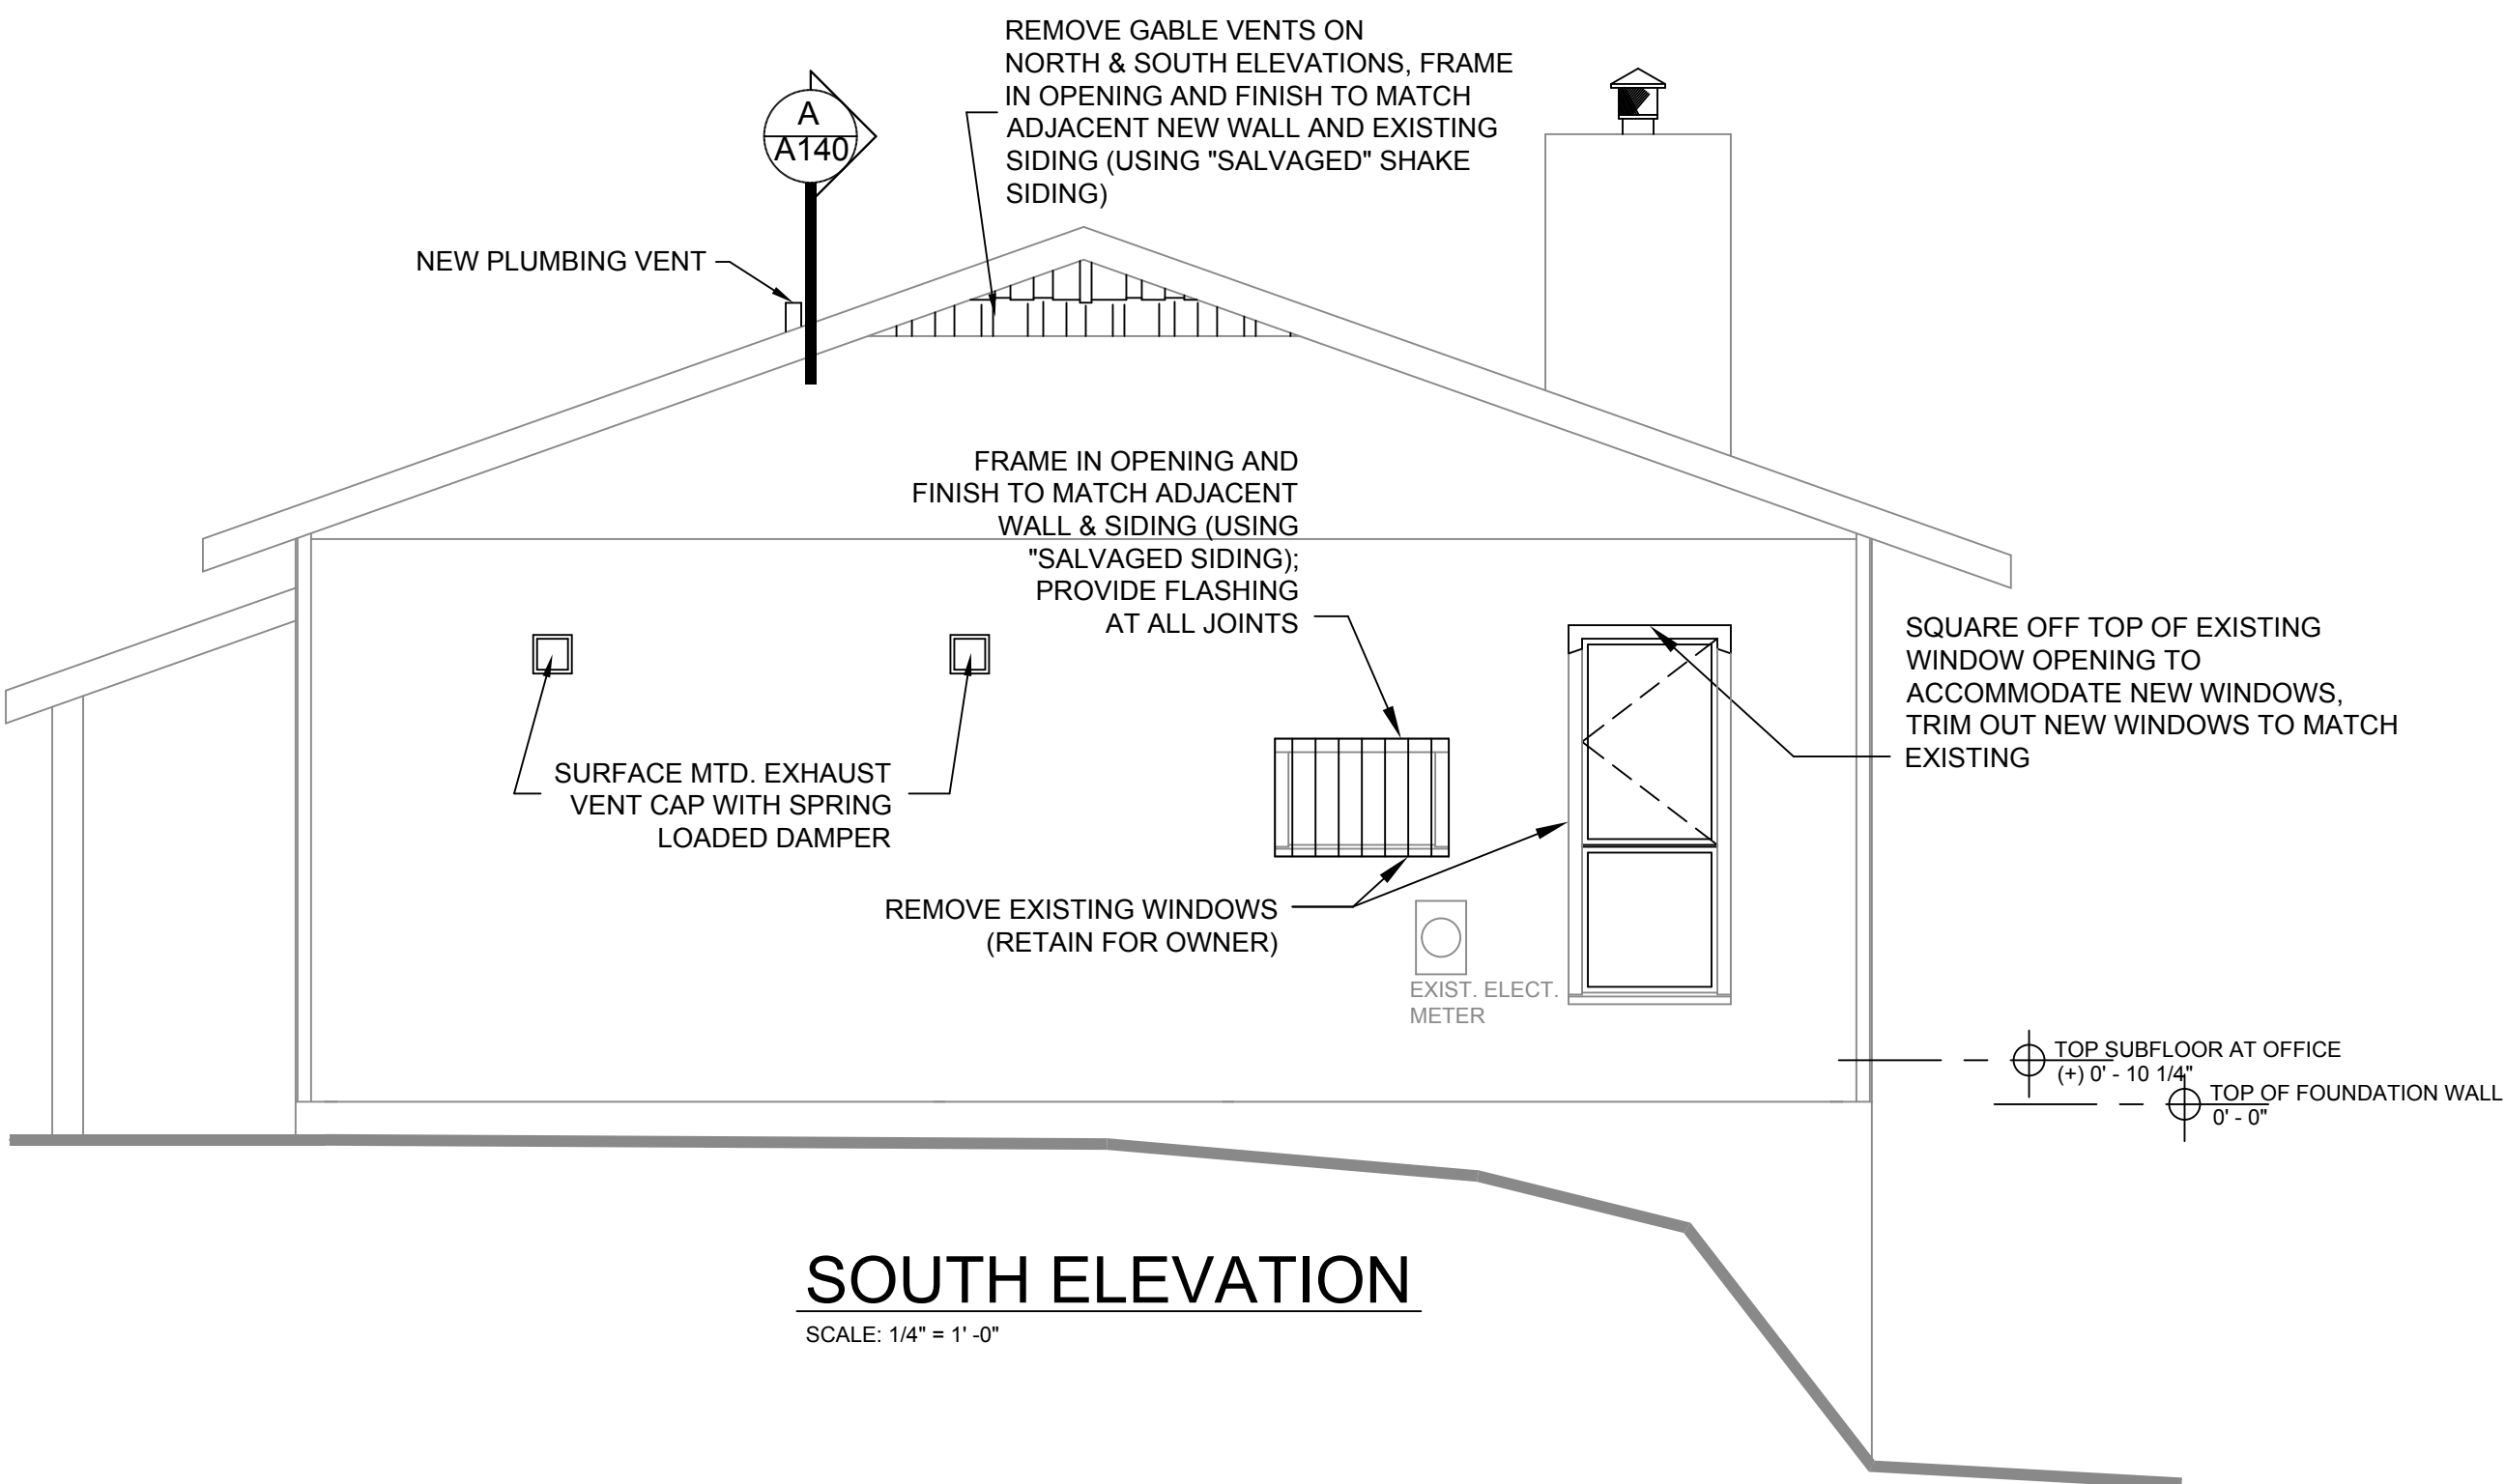 REMOVE GABLE VENTS ON
NORTH & SOUTH ELEVATIONS, FRAME
IN OPENING AND FINISH TO MATCH
ADJACENT NEW WALL AND EXISTING
SIDING (USING "SALVAGED" SHAKE
SIDING)
A
A140
NEW PLUMBING VENT
FRAME IN OPENING AND
FINISH TO MATCH ADJACENT
WALL & SIDING (USING
"SALVAGED SIDING);
PROVIDE FLASHING
AT ALL JOINTS
SQUARE OFF TOP OF EXISTING
WINDOW OPENING TO
ACCOMMODATE NEW WINDOWS,
TRIM OUT NEW WINDOWS TO MATCH
EXISTING
SURFACE MTD. EXHAUST
VENT CAP WITH SPRING
LOADED DAMPER
REMOVE EXISTING WINDOWS
(RETAIN FOR OWNER)
EXIST. ELECT.
METER
TOP SUBFLOOR AT OFFICE
(+) 0' - 10 1/4"
TOP OF FOUNDATION WALL
0' - 0"
SOUTH ELEVATION
SCALE: 1/4" = 1' -0"